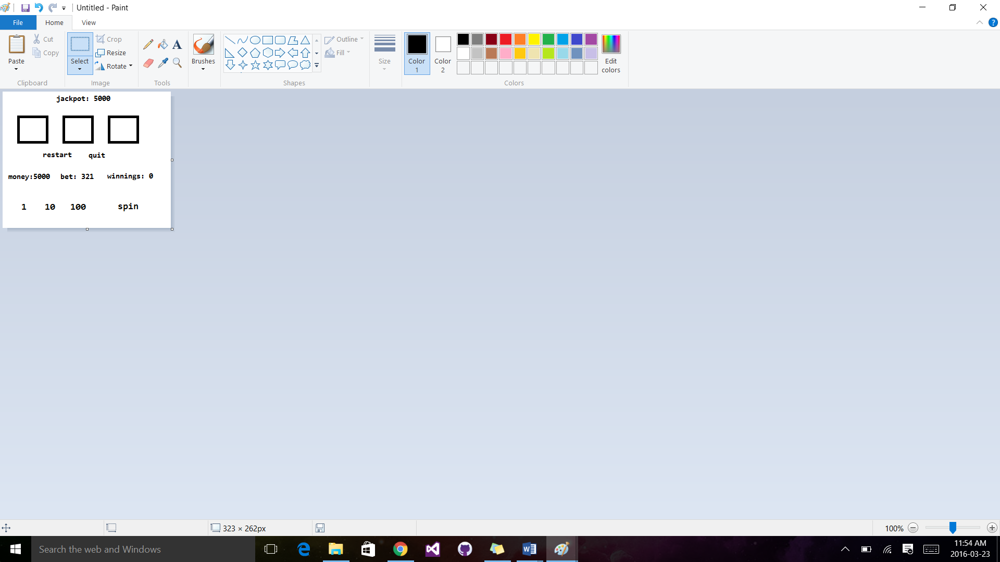 Untitled - Paint
File Home View
Paste
Cut
Copy
Clipboard
Select
Crop
Resize
Rotate
Image
A
Tools
Brushes
Shapes
Outline
Fill
Size
Color 1
Color 2
Edit colors
Colors
jackpot: 5000
restart quit
money:5000 bet: 321 winnings: 0
1 10 100 spin
323 × 262px
100%
Search the web and Windows
11:54 AM
2016-03-23